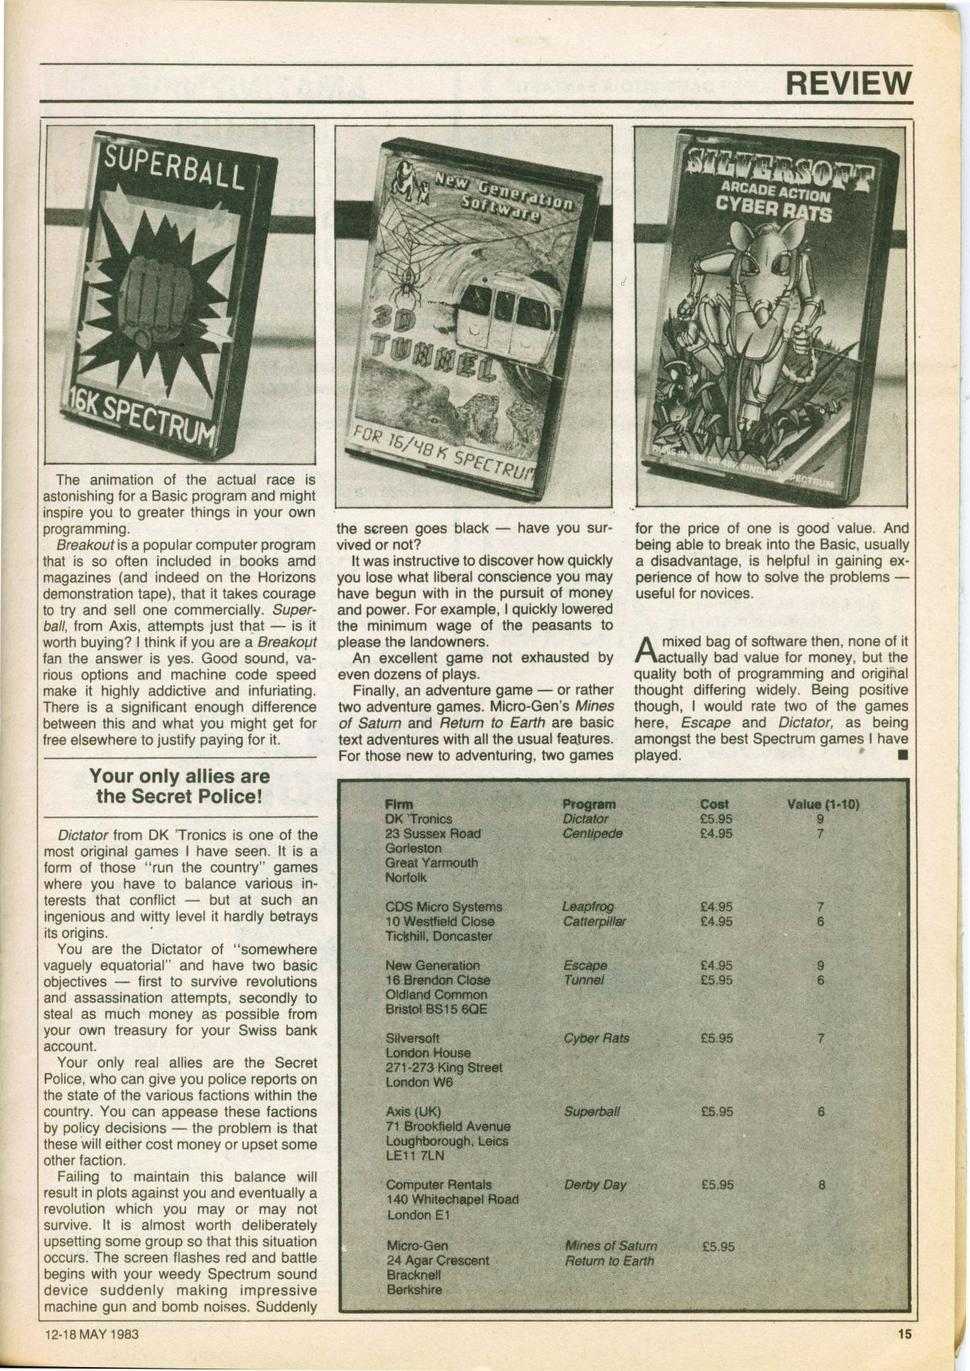 REVIEW
SUPERBALL
16K SPECTRUM
New Generation
Software
3D
TUNNEL
FOR 16/48K SPECTRUM
SILVERSOFT
ARCADE ACTION
CYBER RATS
RUNS IN 16K OR 48K SINCLAIR SPECTRUM
The animation of the actual race is
astonishing for a Basic program and might
inspire you to greater things in your own
programming.
Breakout is a popular computer program
that is so often included in books amd
magazines (and indeed on the Horizons
demonstration tape), that it takes courage
to try and sell one commercially. Super-
ball, from Axis, attempts just that — is it
worth buying? I think if you are a Breakout
fan the answer is yes. Good sound, va-
rious options and machine code speed
make it highly addictive and infuriating.
There is a significant enough difference
between this and what you might get for
free elsewhere to justify paying for it.
Your only allies are
the Secret Police!
Dictator from DK 'Tronics is one of the
most original games I have seen. It is a
form of those "run the country" games
where you have to balance various in-
terests that conflict — but at such an
ingenious and witty level it hardly betrays
its origins.
You are the Dictator of "somewhere
vaguely equatorial" and have two basic
objectives — first to survive revolutions
and assassination attempts, secondly to
steal as much money as possible from
your own treasury for your Swiss bank
account.
Your only real allies are the Secret
Police, who can give you police reports on
the state of the various factions within the
country. You can appease these factions
by policy decisions — the problem is that
these will either cost money or upset some
other faction.
Failing to maintain this balance will
result in plots against you and eventually a
revolution which you may or may not
survive. It is almost worth deliberately
upsetting some group so that this situation
occurs. The screen flashes red and battle
begins with your weedy Spectrum sound
device suddenly making impressive
machine gun and bomb noises. Suddenly
the screen goes black — have you sur-
vived or not?
It was instructive to discover how quickly
you lose what liberal conscience you may
have begun with in the pursuit of money
and power. For example, I quickly lowered
the minimum wage of the peasants to
please the landowners.
An excellent game not exhausted by
even dozens of plays.
Finally, an adventure game — or rather
two adventure games. Micro-Gen's Mines
of Saturn and Return to Earth are basic
text adventures with all the usual features.
For those new to adventuring, two games
for the price of one is good value. And
being able to break into the Basic, usually
a disadvantage, is helpful in gaining ex-
perience of how to solve the problems —
useful for novices.
A mixed bag of software then, none of it
actually bad value for money, but the
quality both of programming and original
thought differing widely. Being positive
though, I would rate two of the games
here, Escape and Dictator, as being
amongst the best Spectrum games I have
played. ■
Firm Program Cost Value (1-10)
DK 'Tronics Dictator £5.95 9
23 Sussex Road Centipede £4.95 7
Gorleston
Great Yarmouth
Norfolk
CDS Micro Systems Leapfrog £4.95 7
10 Westfield Close Catterpillar £4.95 6
Tickhill, Doncaster
New Generation Escape £4.95 9
16 Brendon Close Tunnel £5.95 6
Oldland Common
Bristol BS15 6QE
Silversoft Cyber Rats £5.95 7
London House
271-273 King Street
London W6
Axis (UK) Superball £5.95 6
71 Brookfield Avenue
Loughborough, Leics
LE11 7LN
Computer Rentals Derby Day £5.95 8
140 Whitechapel Road
London E1
Micro-Gen Mines of Saturn £5.95
24 Agar Crescent Return to Earth
Bracknell
Berkshire
12-18 MAY 1983
15